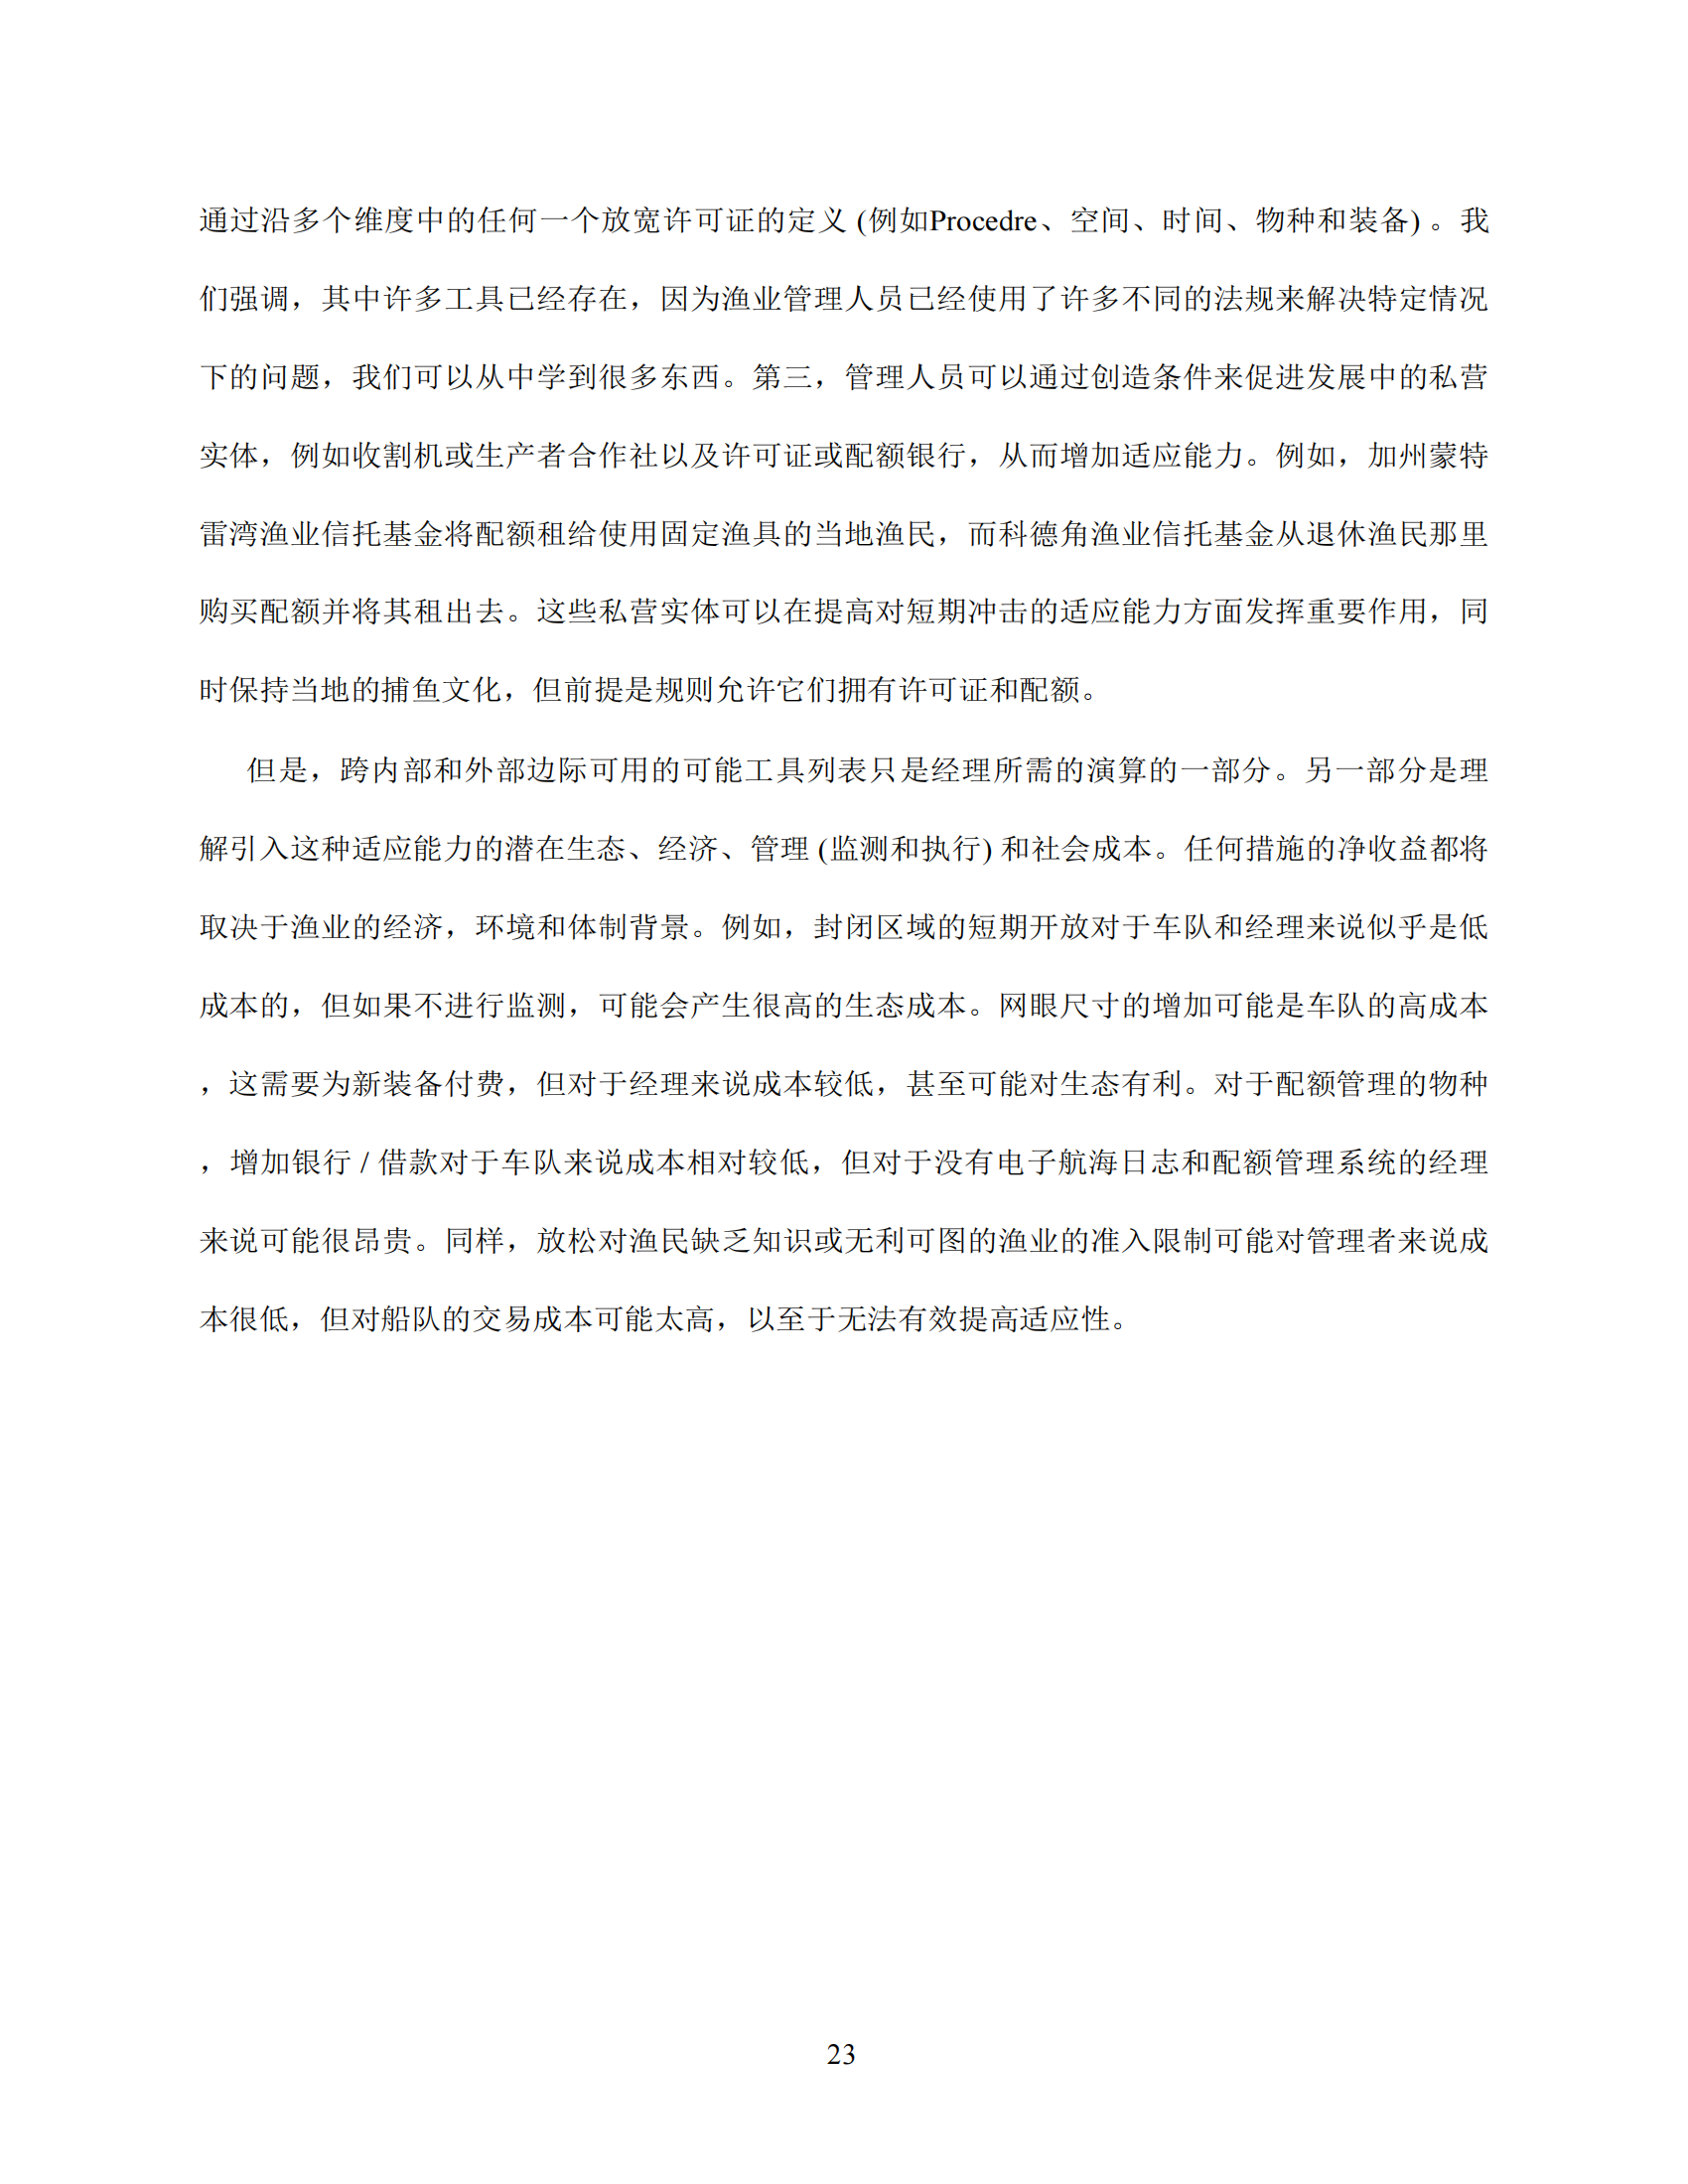 通过沿多个维度中的任何一个放宽许可证的定义 (例如Procedre、空间、时间、物种和装备) 。我
们强调，其中许多工具已经存在，因为渔业管理人员已经使用了许多不同的法规来解决特定情况
下的问题，我们可以从中学到很多东西。第三，管理人员可以通过创造条件来促进发展中的私营
实体，例如收割机或生产者合作社以及许可证或配额银行，从而增加适应能力。例如，加州蒙特
雷湾渔业信托基金将配额租给使用固定渔具的当地渔民，而科德角渔业信托基金从退休渔民那里
购买配额并将其租出去。这些私营实体可以在提高对短期冲击的适应能力方面发挥重要作用，同
时保持当地的捕鱼文化，但前提是规则允许它们拥有许可证和配额。
但是，跨内部和外部边际可用的可能工具列表只是经理所需的演算的一部分。另一部分是理
解引入这种适应能力的潜在生态、经济、管理 (监测和执行) 和社会成本。任何措施的净收益都将
取决于渔业的经济，环境和体制背景。例如，封闭区域的短期开放对于车队和经理来说似乎是低
成本的，但如果不进行监测，可能会产生很高的生态成本。网眼尺寸的增加可能是车队的高成本
，这需要为新装备付费，但对于经理来说成本较低，甚至可能对生态有利。对于配额管理的物种
，增加银行 / 借款对于车队来说成本相对较低，但对于没有电子航海日志和配额管理系统的经理
来说可能很昂贵。同样，放松对渔民缺乏知识或无利可图的渔业的准入限制可能对管理者来说成
本很低，但对船队的交易成本可能太高，以至于无法有效提高适应性。
23